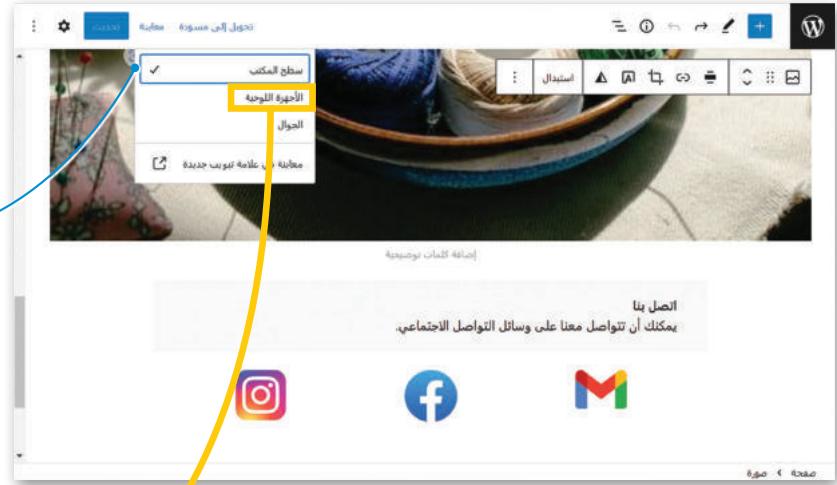 تحويل إلى مسودة معاينة تحديث
سطح المكتب
الأجهزة اللوحية
الجوال
معاينة في علامة تبويب جديدة
استبدال
A
إضافة كلمات توضيحية
اتصل بنا
يمكنك أن تتواصل معنا على وسائل التواصل الاجتماعي.
صفحة › صورة